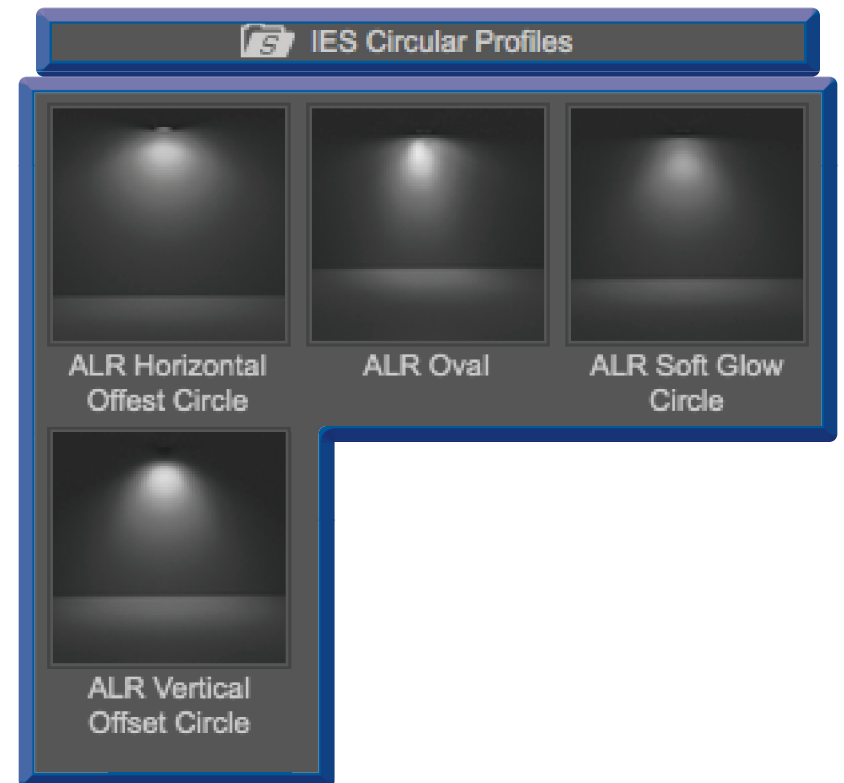 S IES Circular Profiles
ALR Horizontal
Offest Circle
ALR Oval
ALR Soft Glow
Circle
ALR Vertical
Offset Circle